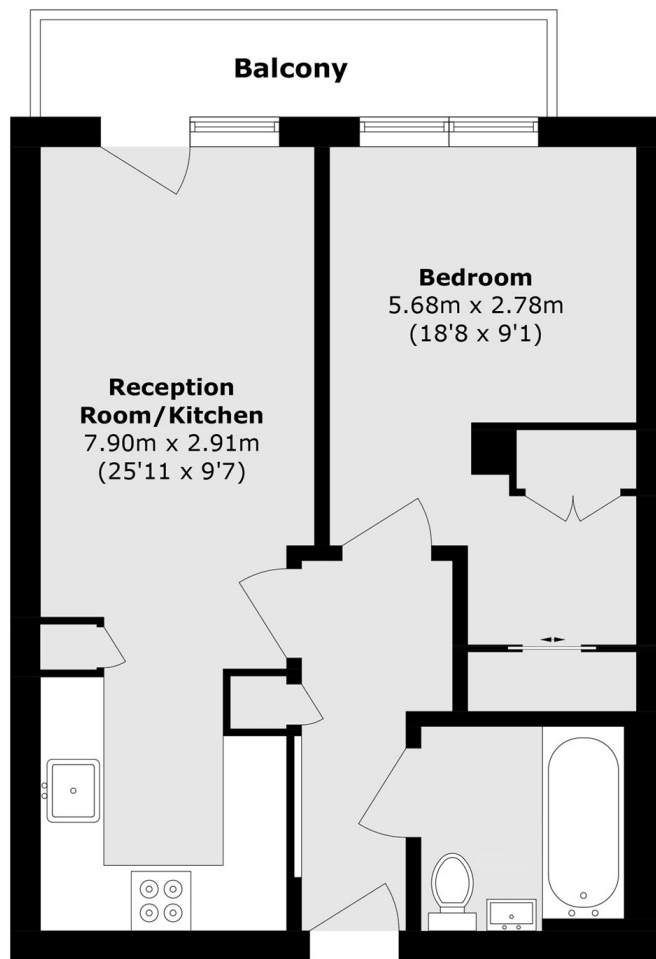 Balcony
Bedroom
5.68m x 2.78m
(18'8 x 9'1)
Reception
Room/Kitchen
7.90m x 2.91m
(25'11 x 9'7)